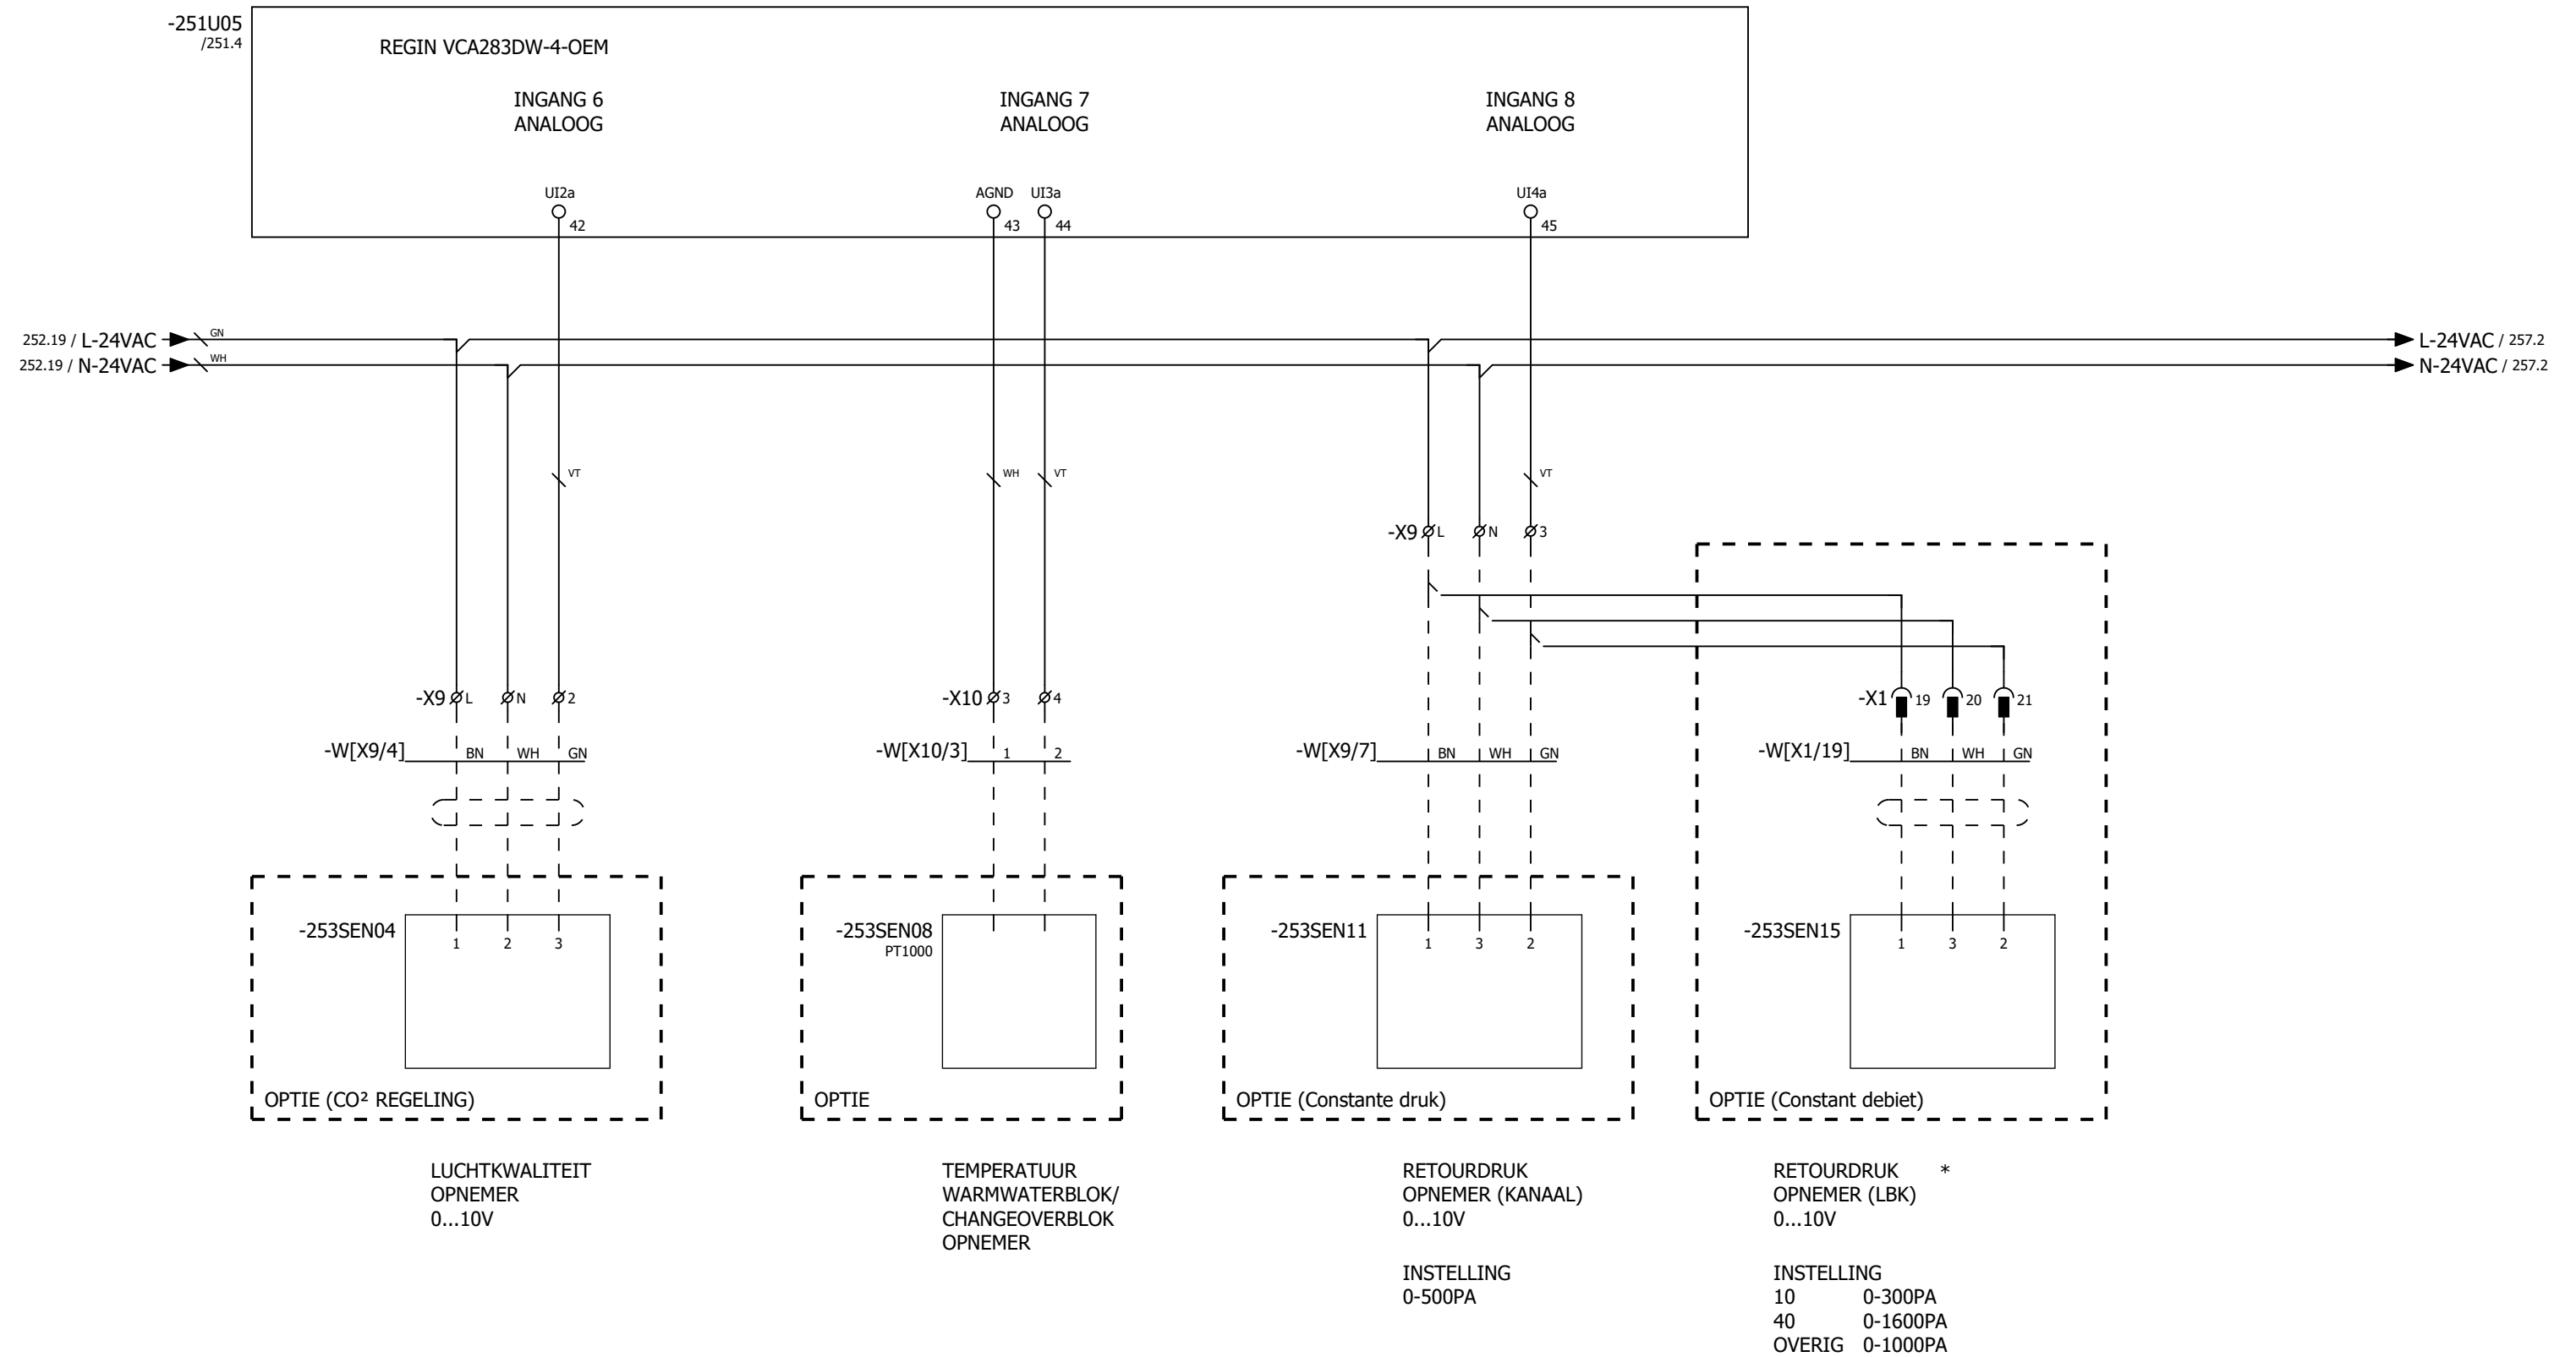 -251U05
/251.4
REGIN VCA283DW-4-OEM
INGANG 6
ANALOOG
INGANG 7
ANALOOG
INGANG 8
ANALOOG
UI2a
AGND UI3a
UI4a
42
43 44
45
252.19 / L-24VAC GN
L-24VAC / 257.2
252.19 / N-24VAC WH
N-24VAC / 257.2
VT
WH VT
VT
-X9 L N 3
-X9 L N 2
-X10 3 4
-X1 19 20 21
-W[X9/4] BN WH GN
-W[X10/3] 1 2
-W[X9/7] BN WH GN
-W[X1/19] BN WH GN
-253SEN04
1 2 3
-253SEN08
PT1000
-253SEN11
1 3 2
-253SEN15
1 3 2
OPTIE (CO² REGELING)
OPTIE
OPTIE (Constante druk)
OPTIE (Constant debiet)
LUCHTKWALITEIT
OPNEMER
0...10V
TEMPERATUUR
WARMWATERBLOK/
CHANGEOVERBLOK
OPNEMER
RETOURDRUK
OPNEMER (KANAAL)
0...10V
INSTELLING
0-500PA
RETOURDRUK *
OPNEMER (LBK)
0...10V
INSTELLING
10 0-300PA
40 0-1600PA
OVERIG 0-1000PA